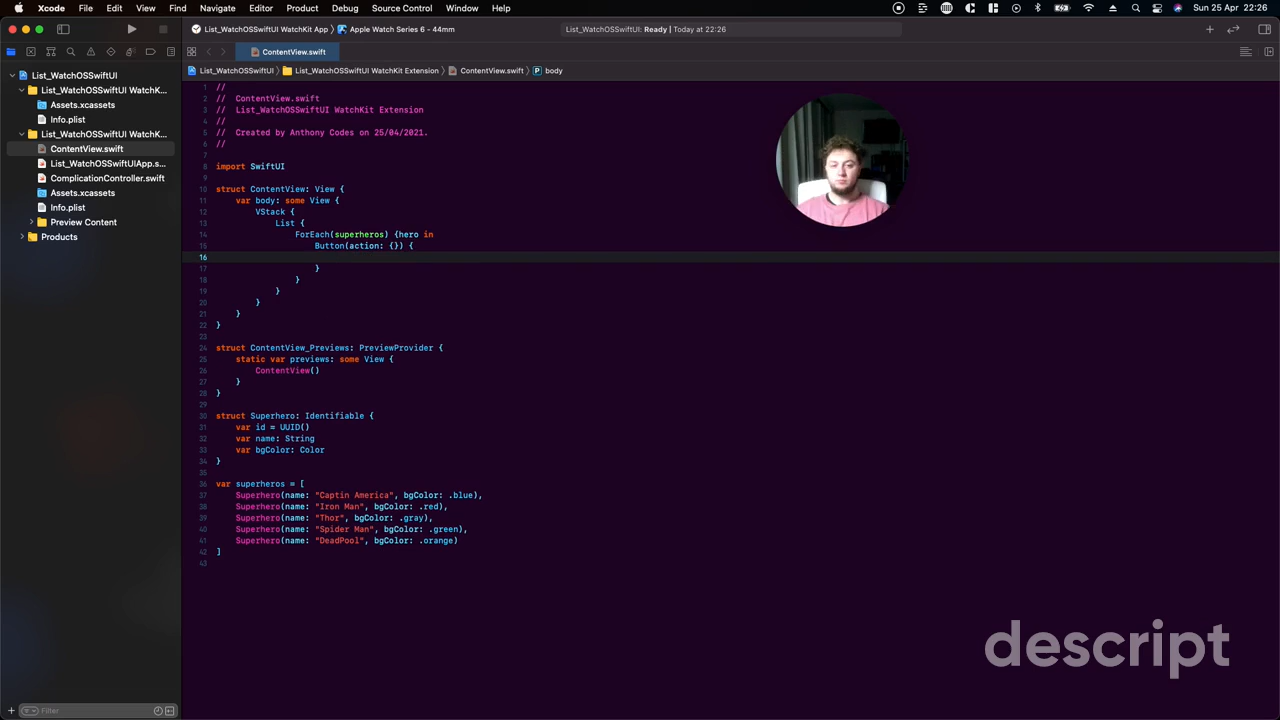 Xcode File Edit View Find Navigate Editor Product Debug Source Control Window Help Sun 25 Apr 22:26
List_WatchOSSwiftUI WatchKit App Apple Watch Series 6 - 44mm List_WatchOSSwiftUI: Ready | Today at 22:26
ContentView.swift
List_WatchOSSwiftUI List_WatchOSSwiftUI WatchKit Extension ContentView.swift P body
List_WatchOSSwiftUI
List_WatchOSSwiftUI WatchK...
Assets.xcassets
Info.plist
List_WatchOSSwiftUI WatchK...
ContentView.swift
List_WatchOSSwiftUIApp.s...
ComplicationController.swift
Assets.xcassets
Info.plist
Preview Content
Products
Filter
1 //
2 // ContentView.swift
3 // List_WatchOSSwiftUI WatchKit Extension
4 //
5 // Created by Anthony Codes on 25/04/2021.
6 //
7
8 import SwiftUI
9
10 struct ContentView: View {
11 var body: some View {
12 VStack {
13 List {
14 ForEach(superheros) {hero in
15 Button(action: {}) {
16
17 }
18 }
19 }
20 }
21 }
22 }
23
24 struct ContentView_Previews: PreviewProvider {
25 static var previews: some View {
26 ContentView()
27 }
28 }
29
30 struct Superhero: Identifiable {
31 var id = UUID()
32 var name: String
33 var bgColor: Color
34 }
35
36 var superheros = [
37 Superhero(name: "Captin America", bgColor: .blue),
38 Superhero(name: "Iron Man", bgColor: .red),
39 Superhero(name: "Thor", bgColor: .gray),
40 Superhero(name: "Spider Man", bgColor: .green),
41 Superhero(name: "DeadPool", bgColor: .orange)
42 ]
43
descript